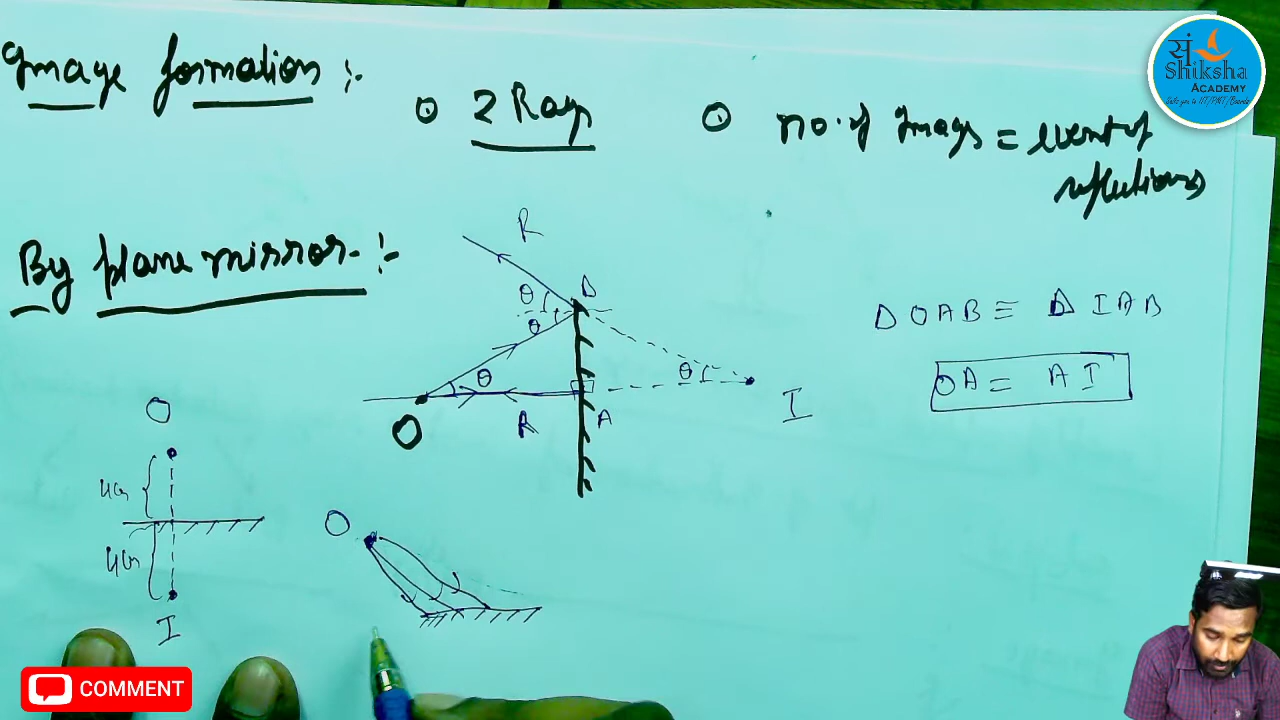 Image formation :-
⊙ 2 Rays
⊙ no. of Images = event of
reflections
सं
Shiksha
ACADEMY
By plane mirror :-
R
θ
B
θ
θ
θ
O
R
A
I
Δ OAB ≡ Δ IAB
OA = AI
O
4cm
4cm
I
O
COMMENT